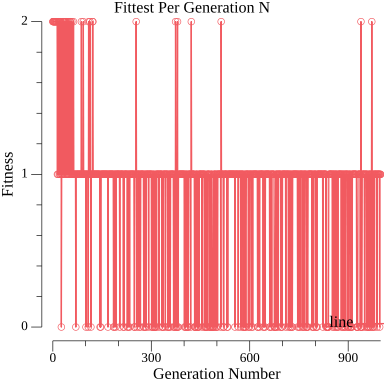 Fittest Per Generation N
2
1
0
Fitness
line
0 300 600 900
Generation Number